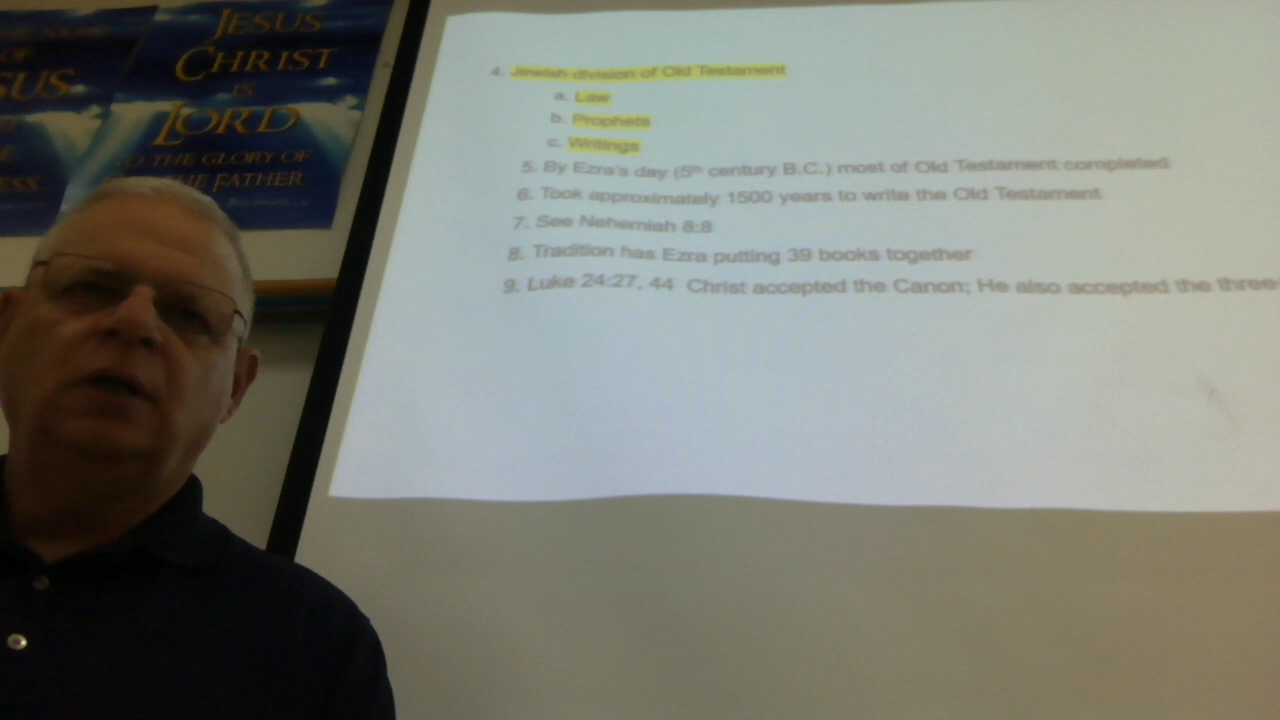 SUS
JESUS
CHRIST
IS
LORD
TO THE GLORY OF
THE FATHER
4. Jewish division of Old Testament
a. Law
b. Prophets
c. Writings
5. By Ezra's day (5th century B.C.) most of Old Testament completed
6. Took approximately 1500 years to write the Old Testament
7. See Nehemiah 8:8
8. Tradition has Ezra putting 39 books together
9. Luke 24:27, 44 Christ accepted the Canon; He also accepted the three